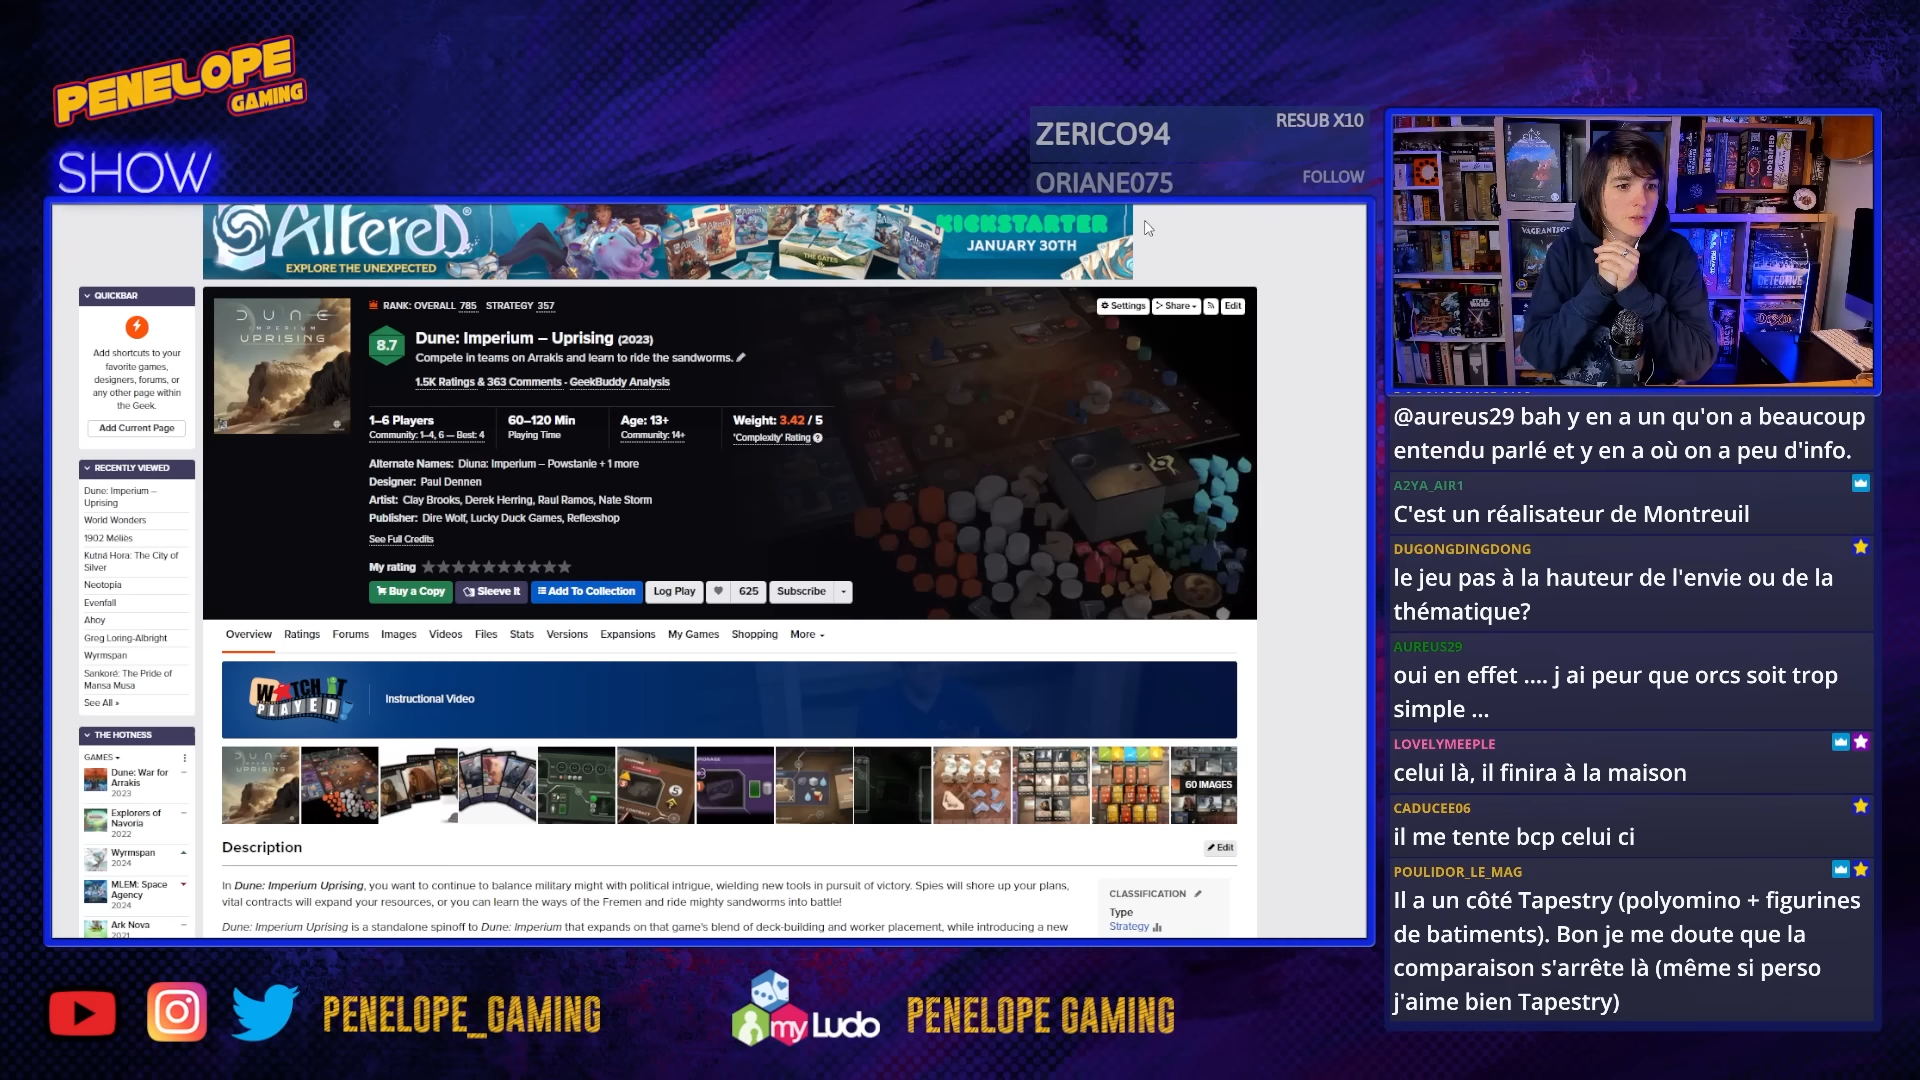 PENELOPE
GAMING
SHOW
ZERICO94
RESUB X10
ORIANE075
FOLLOW
AlTereD
EXPLORE THE UNEXPECTED
THE GATES
KICKSTARTER
JANUARY 30TH
QUICKBAR
Add shortcuts to your
favorite games,
designers, forums, or
any other page within
the Geek.
Add Current Page
RECENTLY VIEWED
Dune: Imperium –
Uprising
World Wonders
1902 Méliès
Kutná Hora: The City of
Silver
Neotopia
Evenfall
Ahoy
Greg Loring-Albright
Wyrmspan
Sankoré: The Pride of
Mansa Musa
See All »
THE HOTNESS
GAMES
Dune: War for
Arrakis
2023
Explorers of
Navoria
2022
Wyrmspan
2024
MLEM: Space
Agency
2024
Ark Nova
2021
DUNE
IMPERIUM
UPRISING
RANK: OVERALL 785 STRATEGY 357
Settings
Share
Edit
8.7
Dune: Imperium – Uprising (2023)
Compete in teams on Arrakis and learn to ride the sandworms.
1.5K Ratings & 363 Comments - GeekBuddy Analysis
1–6 Players
Community: 1–4, 6 — Best: 4
60–120 Min
Playing Time
Age: 13+
Community: 14+
Weight: 3.42 / 5
'Complexity' Rating
Alternate Names: Diuna: Imperium – Powstanie + 1 more
Designer: Paul Dennen
Artist: Clay Brooks, Derek Herring, Raul Ramos, Nate Storm
Publisher: Dire Wolf, Lucky Duck Games, Reflexshop
See Full Credits
My rating
Buy a Copy
Sleeve It
Add To Collection
Log Play
625
Subscribe
Overview Ratings Forums Images Videos Files Stats Versions Expansions My Games Shopping More
WATCH IT
PLAYED
Instructional Video
60 IMAGES
Description
Edit
In Dune: Imperium Uprising, you want to continue to balance military might with political intrigue, wielding new tools in pursuit of victory. Spies will shore up your plans,
vital contracts will expand your resources, or you can learn the ways of the Fremen and ride mighty sandworms into battle!
Dune: Imperium Uprising is a standalone spinoff to Dune: Imperium that expands on that game's blend of deck-building and worker placement, while introducing a new
CLASSIFICATION
Type
Strategy
VAGRANTSONG
HORRIFIED
STAR WARS
DETECTIVE
@aureus29 bah y en a un qu'on a beaucoup
entendu parlé et y en a où on a peu d'info.
A2YA_AIR1
C'est un réalisateur de Montreuil
DUGONGDINGDONG
le jeu pas à la hauteur de l'envie ou de la
thématique?
AUREUS29
oui en effet .... j ai peur que orcs soit trop
simple ...
LOVELYMEEPLE
celui là, il finira à la maison
CADUCEE06
il me tente bcp celui ci
POULIDOR_LE_MAG
Il a un côté Tapestry (polyomino + figurines
de batiments). Bon je me doute que la
comparaison s'arrête là (même si perso
j'aime bien Tapestry)
PENELOPE_GAMING
myLudo
PENELOPE GAMING